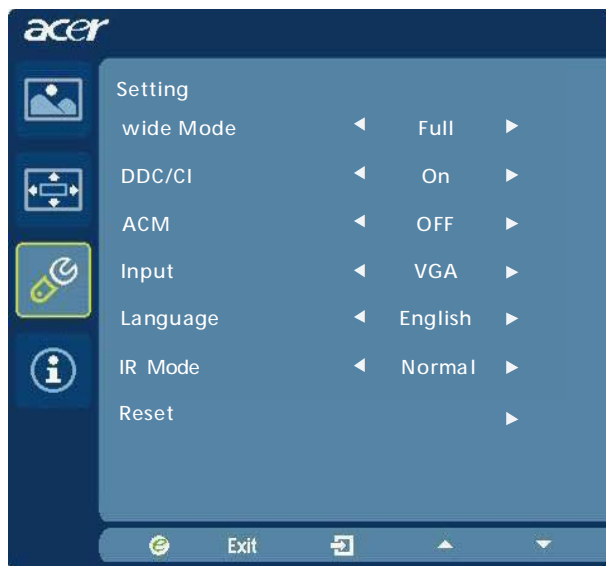 acer
Setting
wide Mode Full
DDC/CI On
ACM OFF
Input VGA
Language English
IR Mode Normal
Reset
e Exit